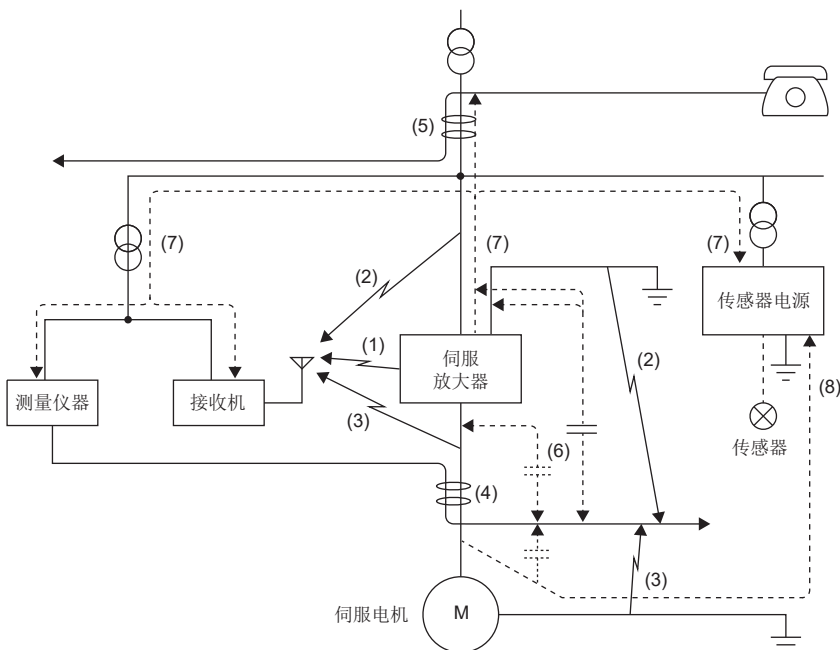 (5)
(7)
(7)
(7)
(2)
传感器电源
(1)
伺服
放大器
(2)
测量仪器
接收机
(3)
(8)
传感器
(6)
(4)
(3)
伺服电机
M